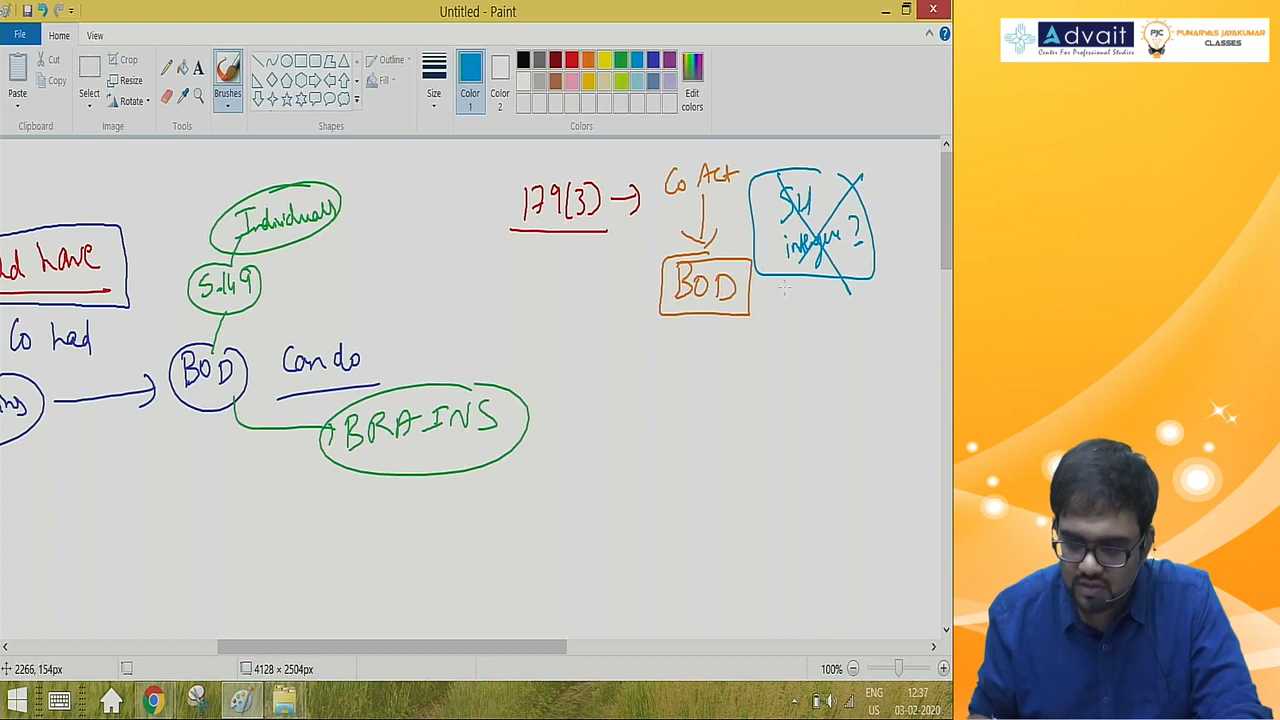 Untitled - Paint
File
Home
View
Paste
Cut
Copy
Clipboard
Select
Crop
Resize
Rotate
Image
A
Tools
Brushes
Outline
Fill
Shapes
Size
Color
1
Color
2
Edit
colors
Colors
Advait
Center For Professional Studies
PJC
PUNARVAS JAYAKUMAR
CLASSES
Individuals
S.149
BOD
Can do
BRAINS
have
Co had
179(3) →
Co Act
BOD
SH
?
2266, 154px
4128 × 2504px
100%
ENG
US
12:37
03-02-2020